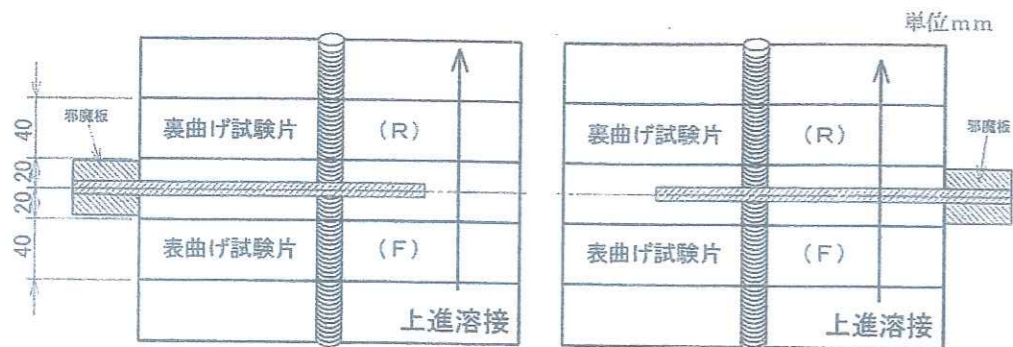 単位mm
邪魔板
40
20
20
40
裏曲げ試験片
(R)
表曲げ試験片
(F)
上進溶接
裏曲げ試験片
(R)
邪魔板
表曲げ試験片
(F)
上進溶接